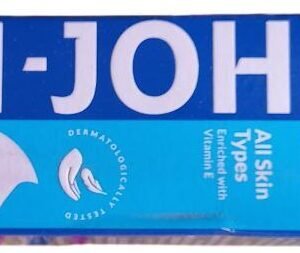 I-JOH
DERMATOLOGICALLY TESTED
All Skin
Types
Enriched with
Vitamin E